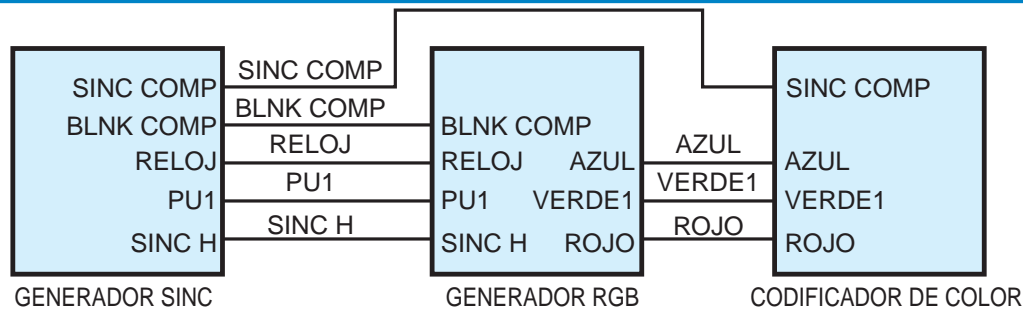 SINC COMP
BLNK COMP
RELOJ
PU1
SINC H
GENERADOR SINC
SINC COMP
BLNK COMP
RELOJ
PU1
SINC H
BLNK COMP
RELOJ AZUL
PU1 VERDE1
SINC H ROJO
GENERADOR RGB
AZUL
VERDE1
ROJO
SINC COMP
AZUL
VERDE1
ROJO
CODIFICADOR DE COLOR